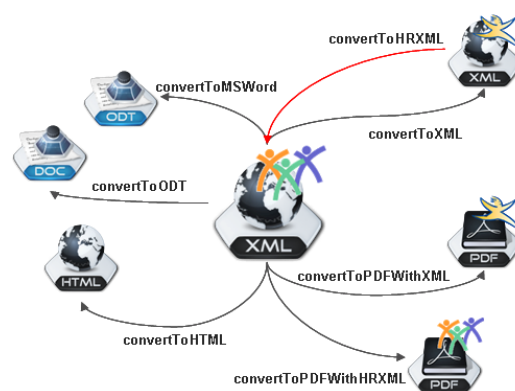 convertToHRXML
XML
convertToMSWord
ODT
convertToXML
DOC
convertToODT
XML
HTML
PDF
convertToPDFWithXML
convertToHTML
convertToPDFWithHRXML
PDF